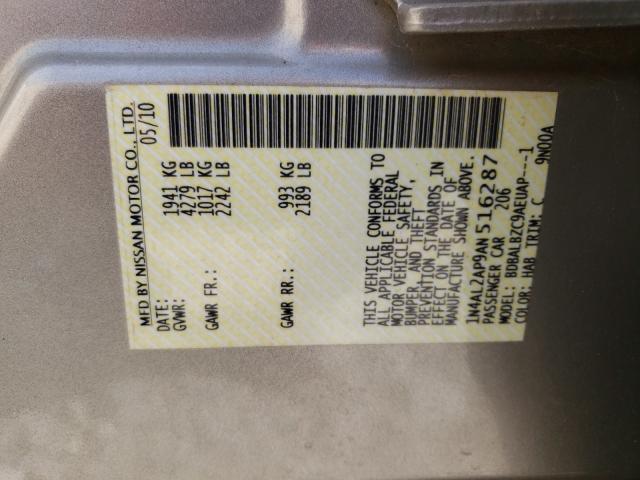 MFD BY NISSAN MOTOR CO., LTD.
DATE: 05/10
GVWR: 1941 KG
4279 LB
GAWR FR.: 1017 KG
2242 LB
GAWR RR.: 993 KG
2189 LB
THIS VEHICLE CONFORMS TO
ALL APPLICABLE FEDERAL
MOTOR VEHICLE SAFETY,
BUMPER, AND THEFT
PREVENTION STANDARDS IN
EFFECT ON THE DATE OF
MANUFACTURE SHOWN ABOVE.
1N4AL2AP9AN516287
PASSENGER CAR 206
MODEL: BDBALBZC9AEUAP---1
COLOR: HAB TRIM: C 9N00A